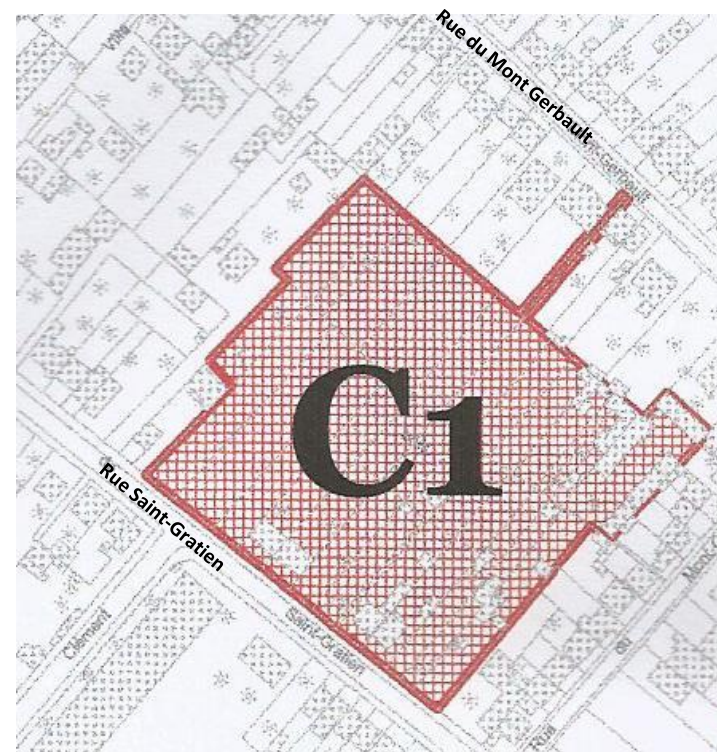 Rue du Mont Gerbault
C1
Rue Saint-Gratien
Saint-Gratien
Clément